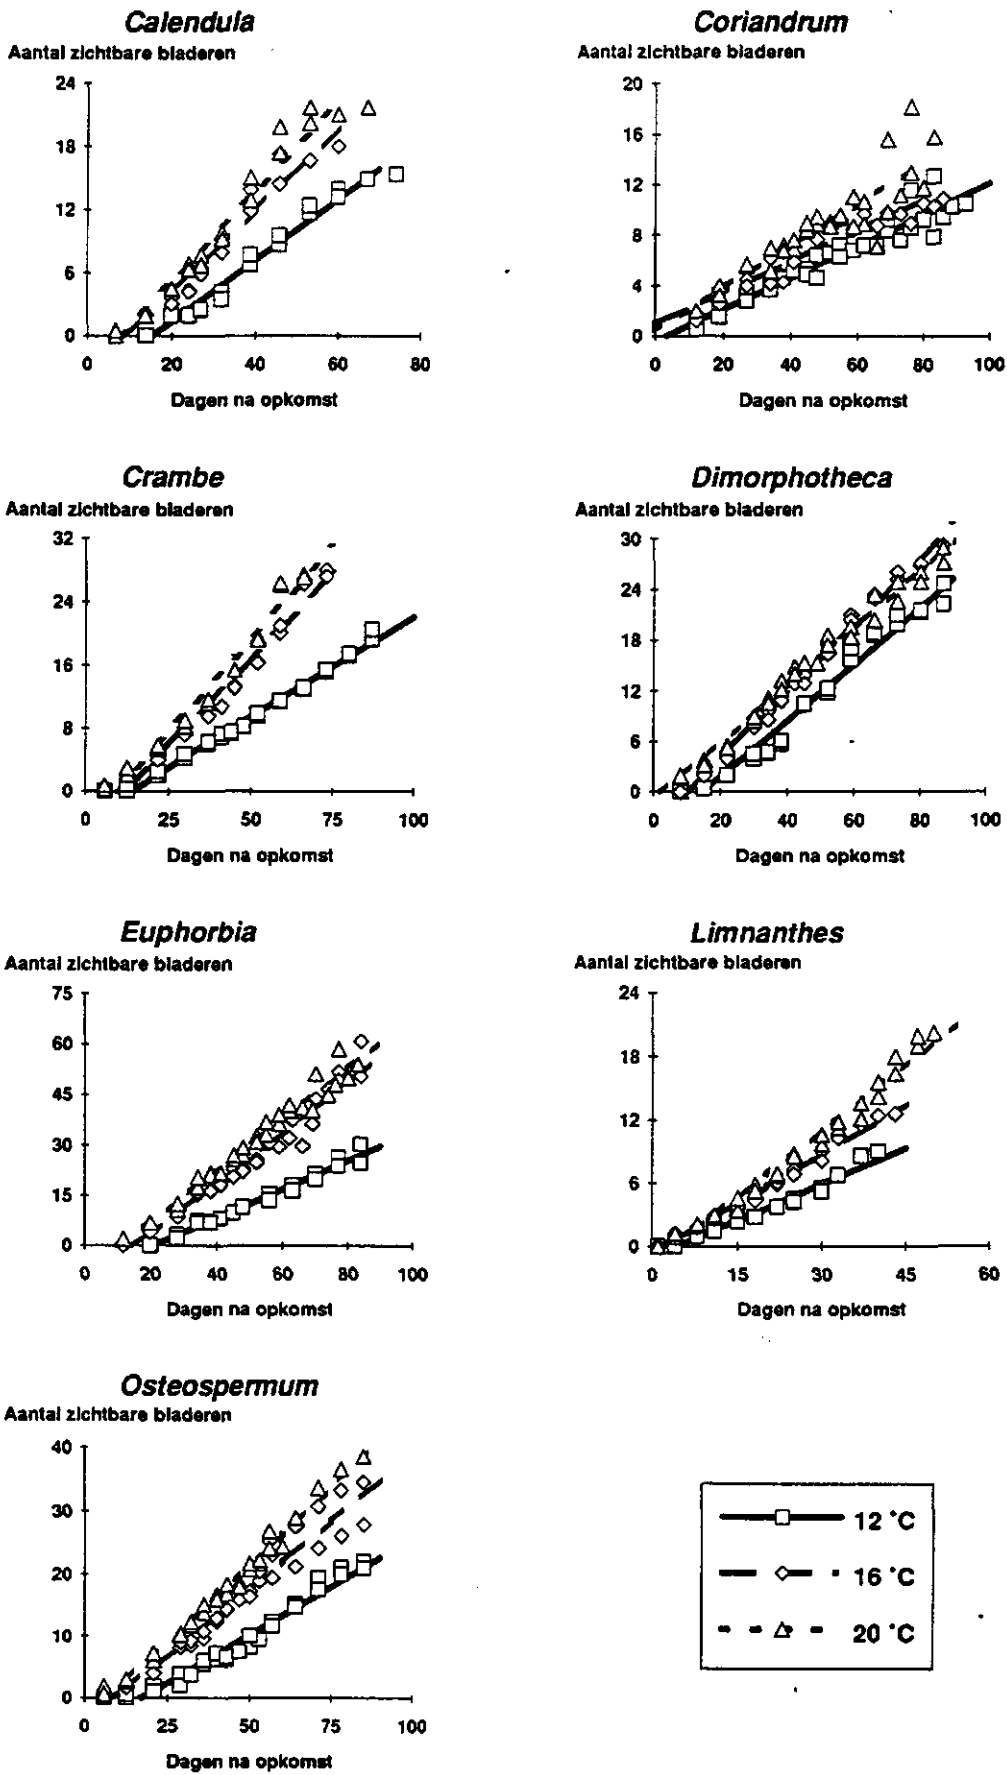 Calendula
Aantal zichtbare bladeren
24
18
12
6
0
0 20 40 60 80
Dagen na opkomst
Coriandrum
Aantal zichtbare bladeren
20
16
12
8
4
0
0 20 40 60 80 100
Dagen na opkomst
Crambe
Aantal zichtbare bladeren
32
24
16
8
0
0 25 50 75 100
Dagen na opkomst
Dimorphotheca
Aantal zichtbare bladeren
30
24
18
12
6
0
0 20 40 60 80 100
Dagen na opkomst
Euphorbia
Aantal zichtbare bladeren
75
60
45
30
15
0
0 20 40 60 80 100
Dagen na opkomst
Limnanthes
Aantal zichtbare bladeren
24
18
12
6
0
0 15 30 45 60
Dagen na opkomst
Osteospermum
Aantal zichtbare bladeren
40
30
20
10
0
0 25 50 75 100
Dagen na opkomst
12 °C
16 °C
20 °C